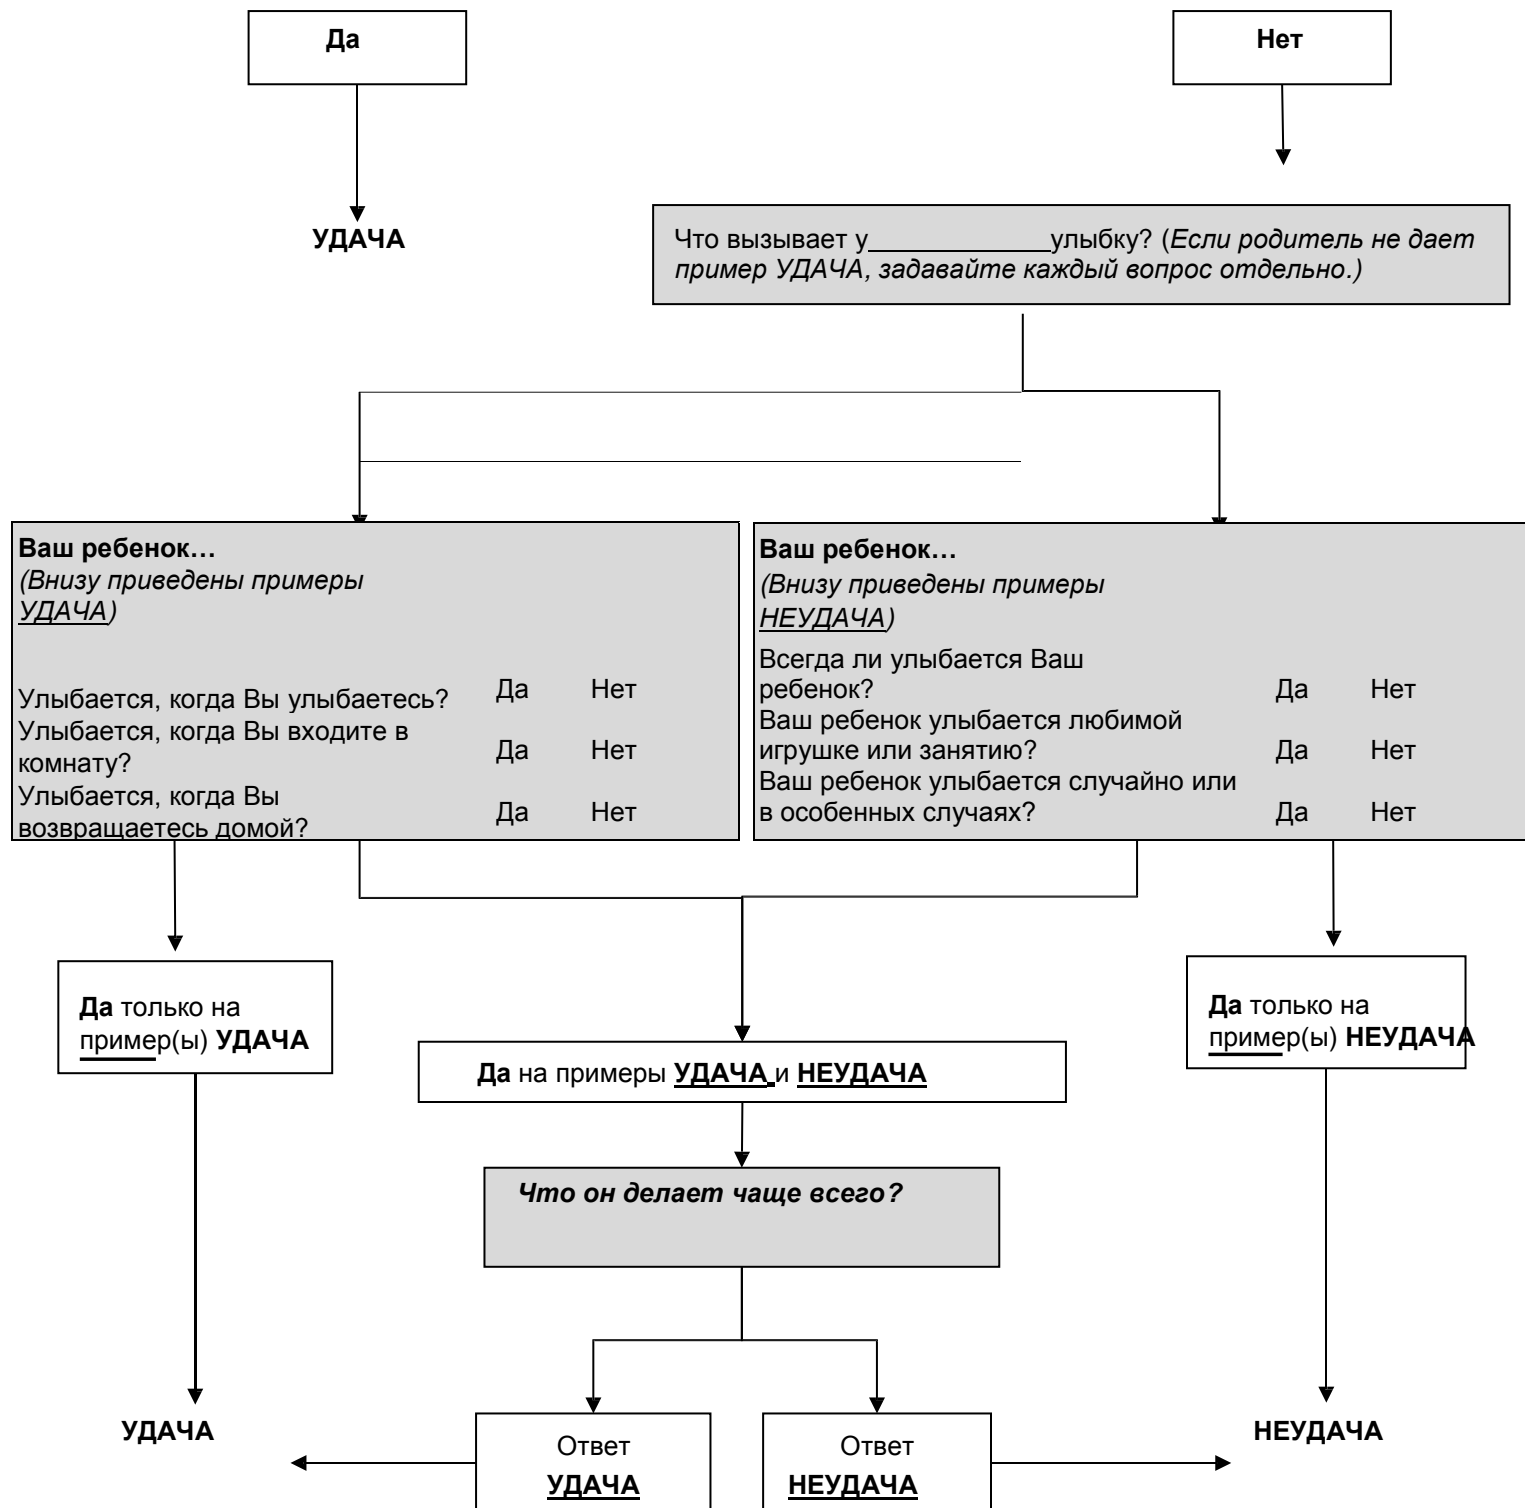 Да
Нет
УДАЧА
Что вызывает у____________улыбку? (Если родитель не дает
пример УДАЧА, задавайте каждый вопрос отдельно.)
Ваш ребенок…
(Внизу приведены примеры
УДАЧА)
Улыбается, когда Вы улыбаетесь? Да Нет
Улыбается, когда Вы входите в
комнату? Да Нет
Улыбается, когда Вы
возвращаетесь домой? Да Нет
Ваш ребенок…
(Внизу приведены примеры
НЕУДАЧА)
Всегда ли улыбается Ваш
ребенок? Да Нет
Ваш ребенок улыбается любимой
игрушке или занятию? Да Нет
Ваш ребенок улыбается случайно или
в особенных случаях? Да Нет
Да только на
пример(ы) УДАЧА
Да только на
пример(ы) НЕУДАЧА
Да на примеры УДАЧА и НЕУДАЧА
Что он делает чаще всего?
УДАЧА
Ответ
УДАЧА
Ответ
НЕУДАЧА
НЕУДАЧА